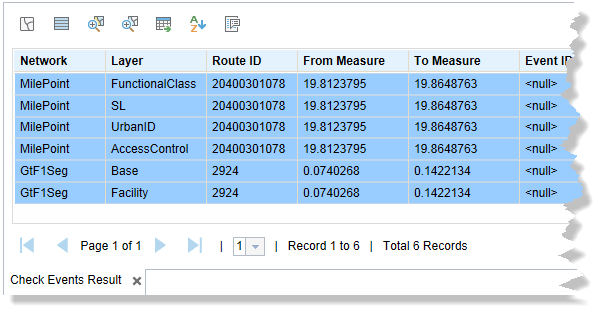 Network Layer Route ID From Measure To Measure Event ID
MilePoint FunctionalClass 20400301078 19.8123795 19.8648763 <null>
MilePoint SL 20400301078 19.8123795 19.8648763 <null>
MilePoint UrbanID 20400301078 19.8123795 19.8648763 <null>
MilePoint AccessControl 20400301078 19.8123795 19.8648763 <null>
GtF1Seg Base 2924 0.0740268 0.1422134 <null>
GtF1Seg Facility 2924 0.0740268 0.1422134 <null>
Page 1 of 1 | 1 | Record 1 to 6 | Total 6 Records
Check Events Result